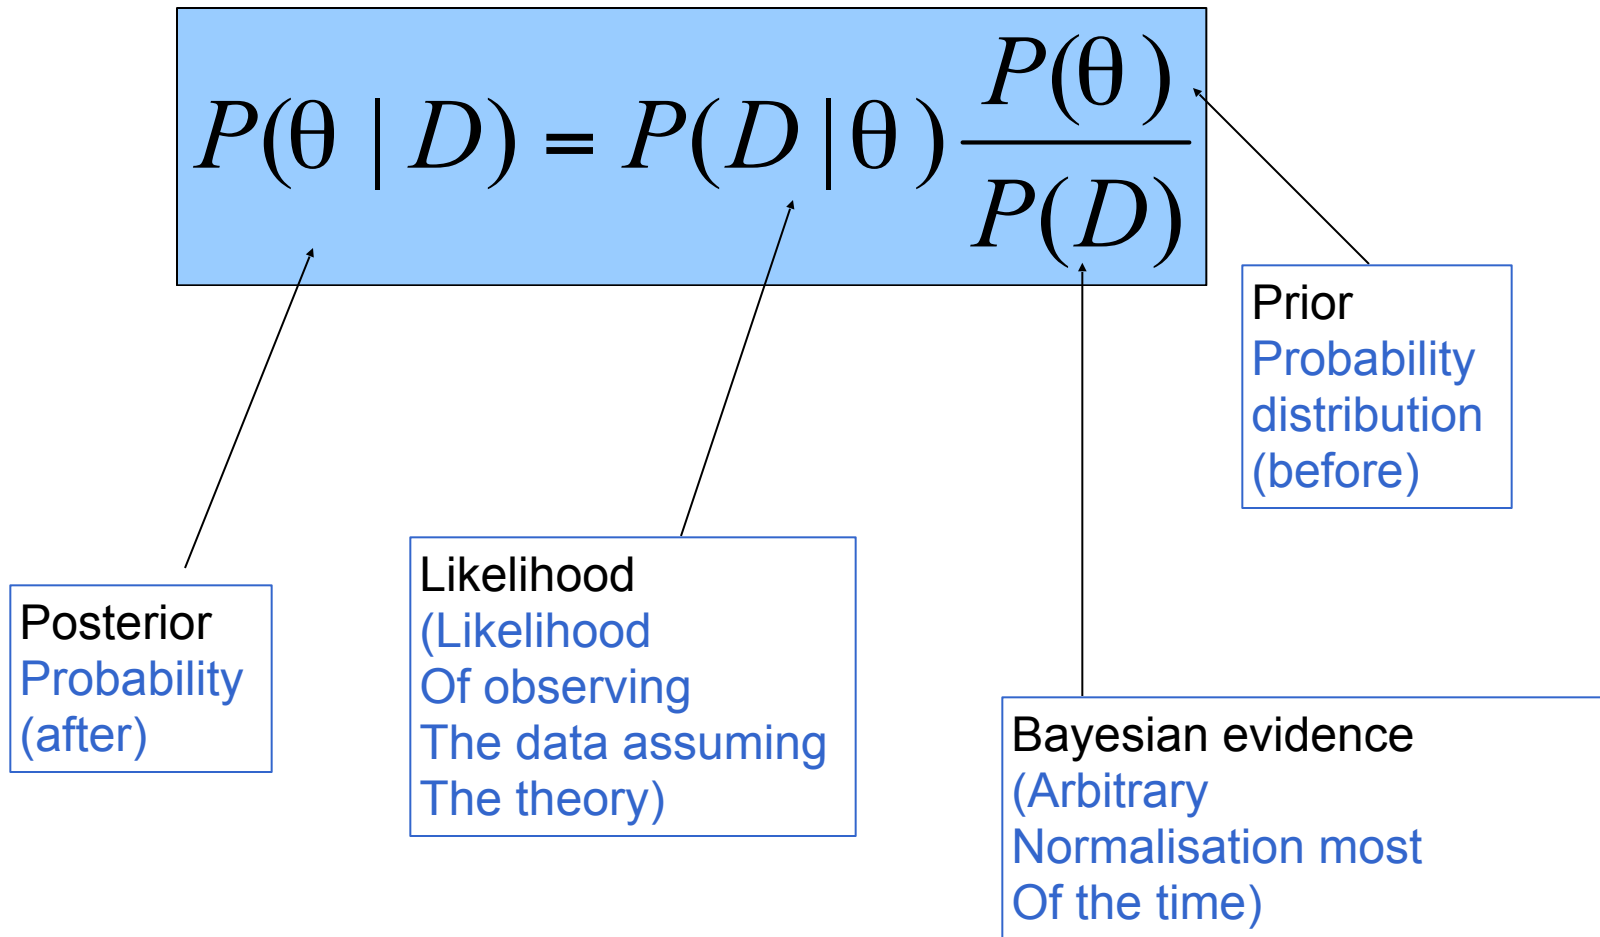 P(θ | D) = P(D | θ) P(θ) / P(D)
Prior
Probability
distribution
(before)
Likelihood
(Likelihood
Of observing
The data assuming
The theory)
Posterior
Probability
(after)
Bayesian evidence
(Arbitrary
Normalisation most
Of the time)